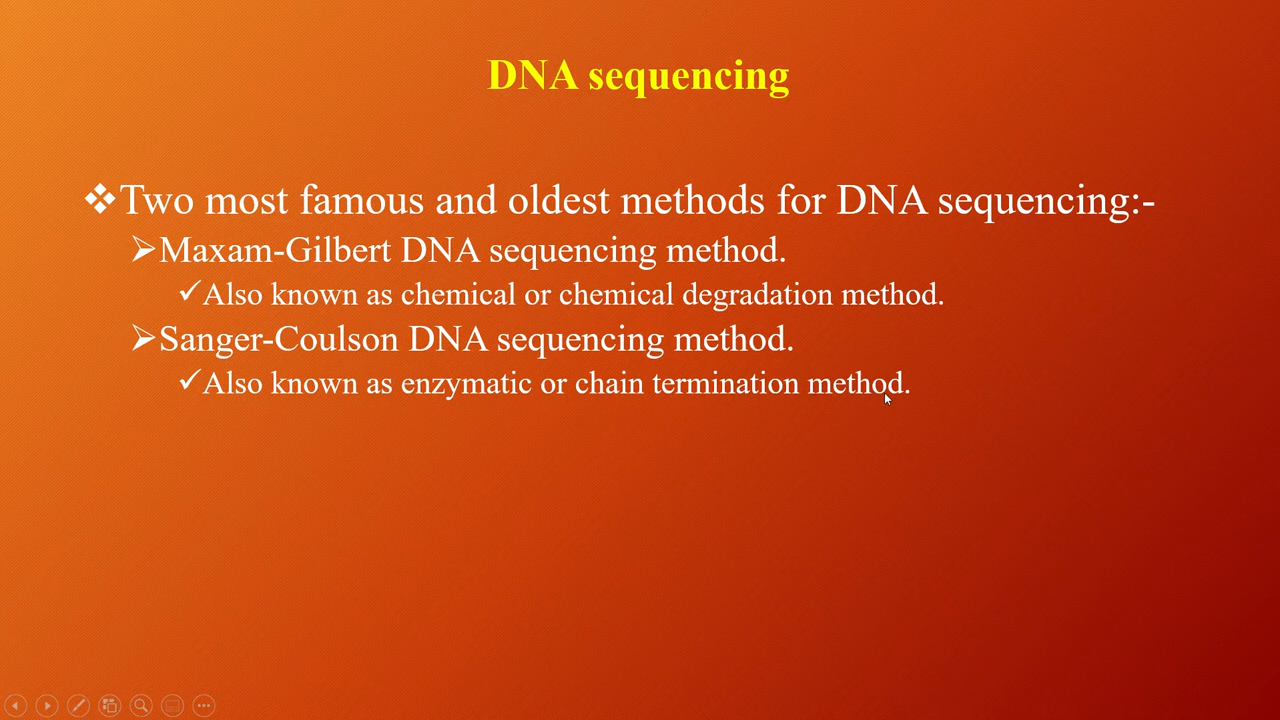 DNA sequencing
❖Two most famous and oldest methods for DNA sequencing:-
➢Maxam-Gilbert DNA sequencing method.
✓Also known as chemical or chemical degradation method.
➢Sanger-Coulson DNA sequencing method.
✓Also known as enzymatic or chain termination method.